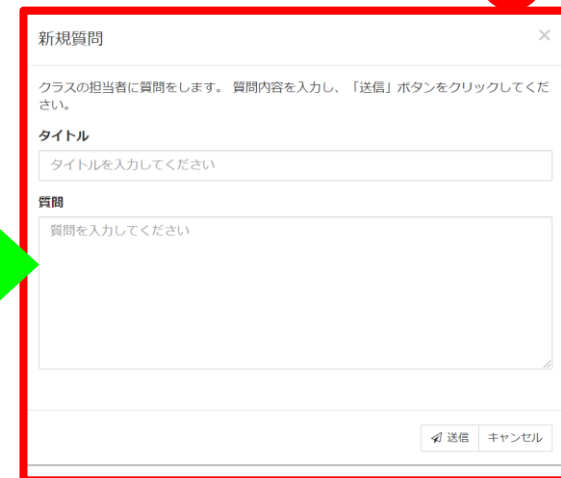 新規質問
×
クラスの担当者に質問をします。 質問内容を入力し、「送信」ボタンをクリックしてくだ
さい。
タイトル
タイトルを入力してください
質問
質問を入力してください
送信 キャンセル